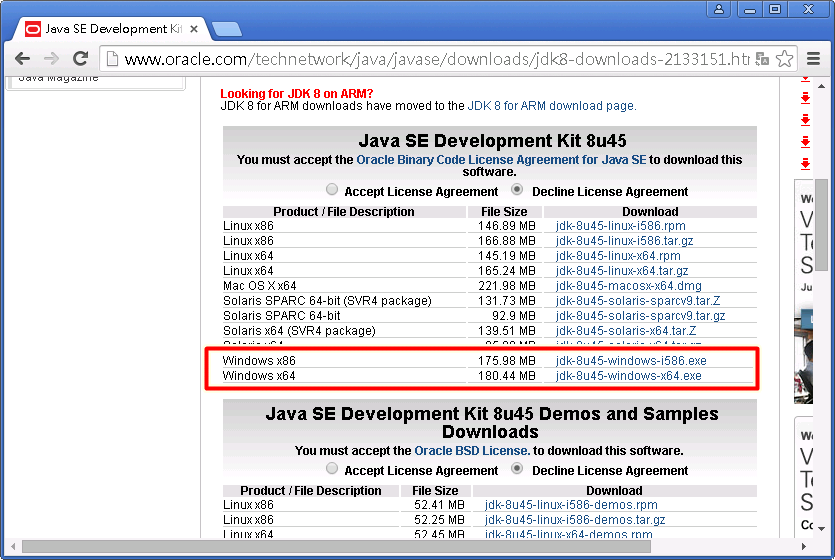 Java SE Development Kit
www.oracle.com/technetwork/java/javase/downloads/jdk8-downloads-2133151.htm
Java Magazine
Looking for JDK 8 on ARM?
JDK 8 for ARM downloads have moved to the JDK 8 for ARM download page.
Java SE Development Kit 8u45
You must accept the Oracle Binary Code License Agreement for Java SE to download this
software.
Accept License Agreement Decline License Agreement
Product / File Description File Size Download
Linux x86 146.89 MB jdk-8u45-linux-i586.rpm
Linux x86 166.88 MB jdk-8u45-linux-i586.tar.gz
Linux x64 145.19 MB jdk-8u45-linux-x64.rpm
Linux x64 165.24 MB jdk-8u45-linux-x64.tar.gz
Mac OS X x64 221.98 MB jdk-8u45-macosx-x64.dmg
Solaris SPARC 64-bit (SVR4 package) 131.73 MB jdk-8u45-solaris-sparcv9.tar.Z
Solaris SPARC 64-bit 92.9 MB jdk-8u45-solaris-sparcv9.tar.gz
Solaris x64 (SVR4 package) 139.51 MB jdk-8u45-solaris-x64.tar.Z
Solaris x64 jdk-8u45-solaris-x64.tar.gz
Windows x86 175.98 MB jdk-8u45-windows-i586.exe
Windows x64 180.44 MB jdk-8u45-windows-x64.exe
Java SE Development Kit 8u45 Demos and Samples
Downloads
You must accept the Oracle BSD License. to download this software.
Accept License Agreement Decline License Agreement
Product / File Description File Size Download
Linux x86 52.41 MB jdk-8u45-linux-i586-demos.rpm
Linux x86 52.25 MB jdk-8u45-linux-i586-demos.tar.gz
Linux x64 52.45 MB jdk-8u45-linux-x64-demos.rpm